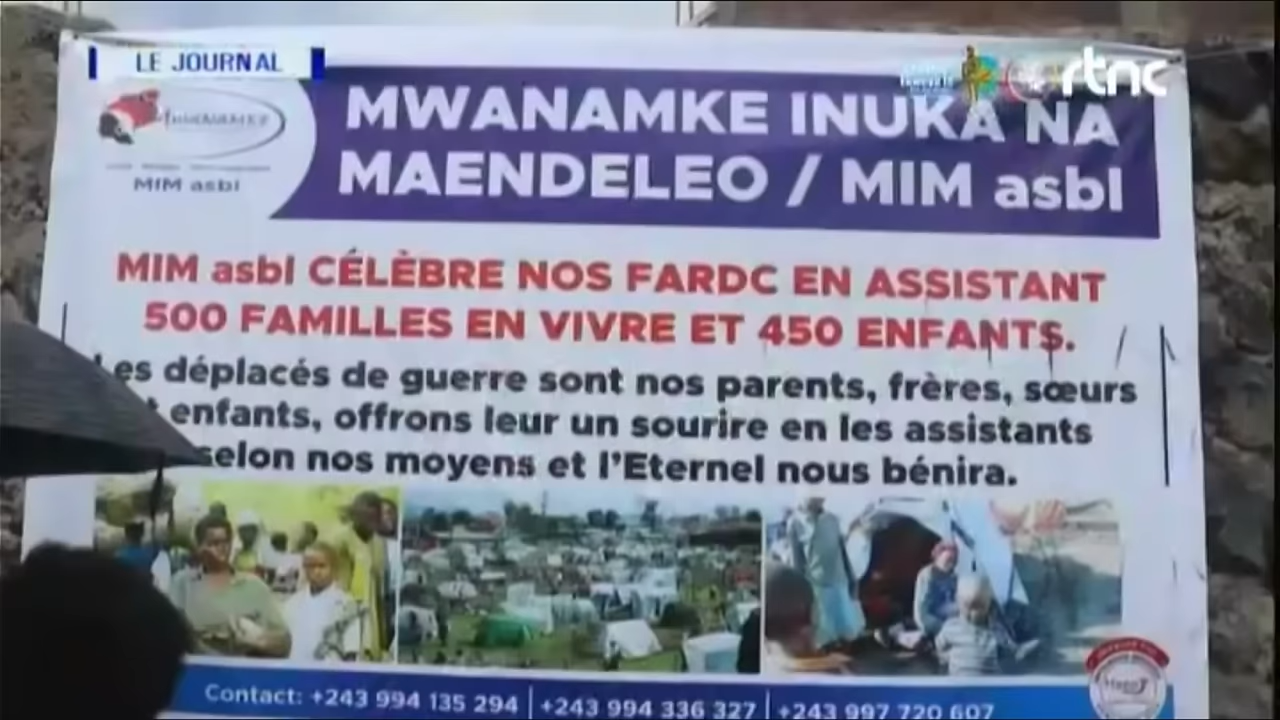 LE JOURNAL
rtnc
MWANAMKE INUKA NA
MAENDELEO / MIM asbl
MIM asbl
MIM asbl CÉLÈBRE NOS FARDC EN ASSISTANT
500 FAMILLES EN VIVRE ET 450 ENFANTS.
es déplacés de guerre sont nos parents, frères, sœurs
enfants, offrons leur un sourire en les assistants
selon nos moyens et l'Eternel nous bénira.
Contact: +243 994 135 294 | +243 994 336 327 | +243 997 720 607